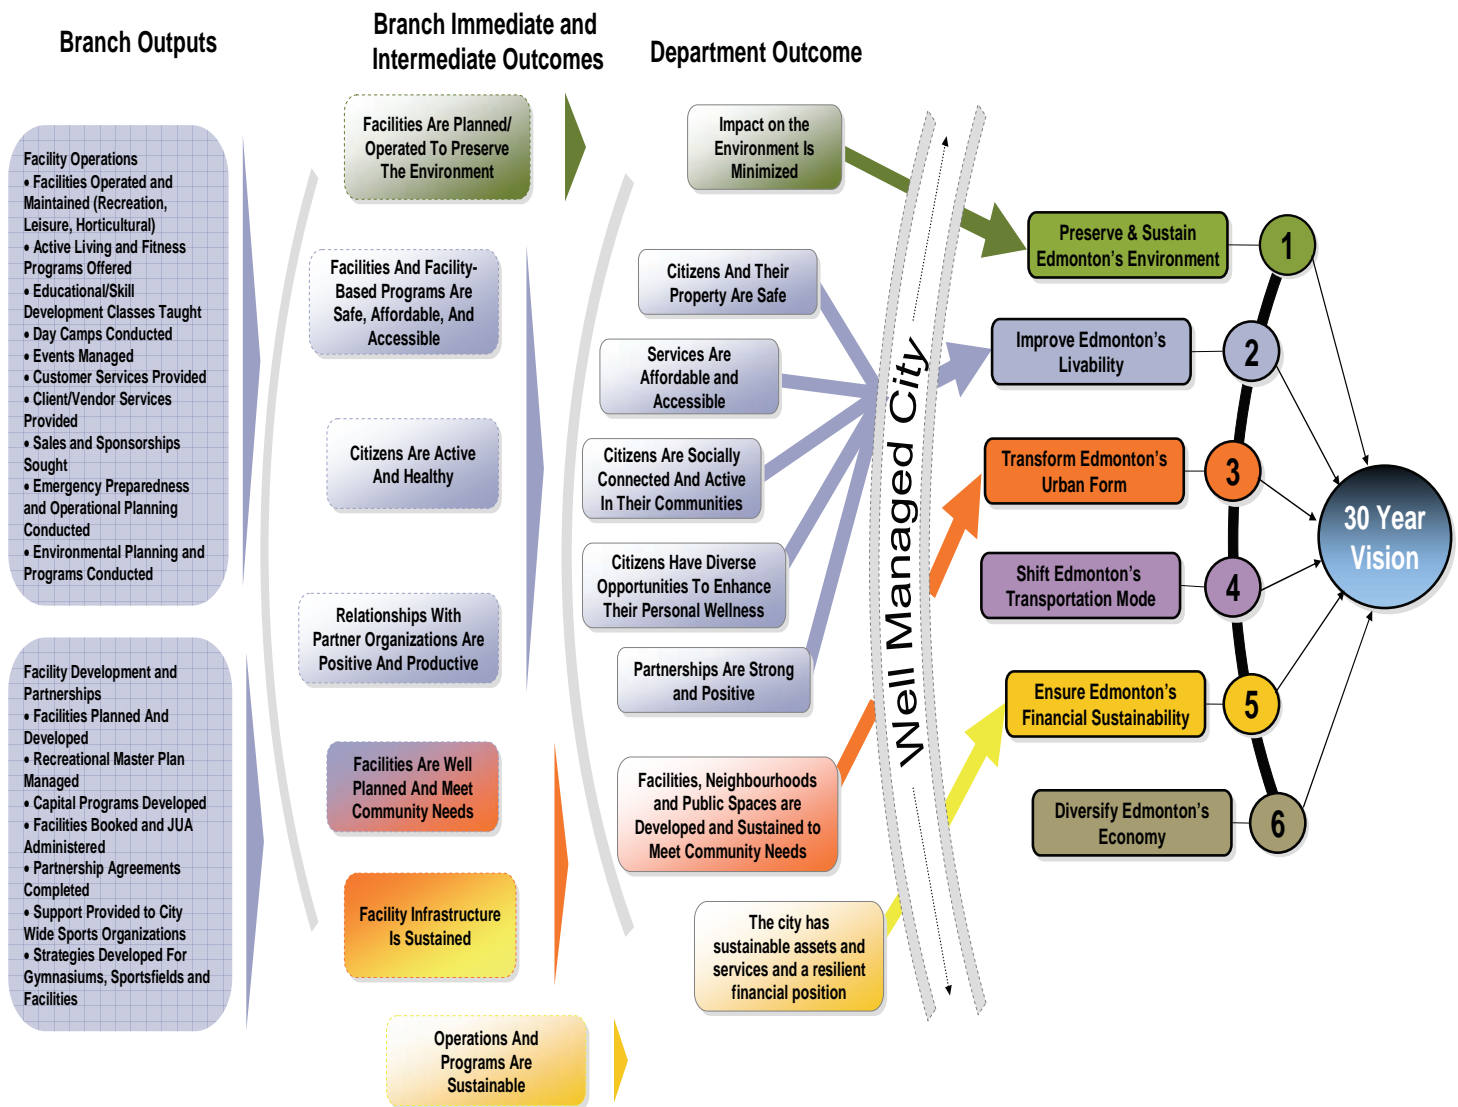 Branch Outputs
Branch Immediate and
Intermediate Outcomes
Department Outcome
Facility Operations
• Facilities Operated and
Maintained (Recreation,
Leisure, Horticultural)
• Active Living and Fitness
Programs Offered
• Educational/Skill
Development Classes Taught
• Day Camps Conducted
• Events Managed
• Customer Services Provided
• Client/Vendor Services
Provided
• Sales and Sponsorships
Sought
• Emergency Preparedness
and Operational Planning
Conducted
• Environmental Planning and
Programs Conducted
Facility Development and
Partnerships
• Facilities Planned And
Developed
• Recreational Master Plan
Managed
• Capital Programs Developed
• Facilities Booked and JUA
Administered
• Partnership Agreements
Completed
• Support Provided to City
Wide Sports Organizations
• Strategies Developed For
Gymnasiums, Sportsfields and
Facilities
Facilities Are Planned/
Operated To Preserve
The Environment
Facilities And Facility-
Based Programs Are
Safe, Affordable, And
Accessible
Citizens Are Active
And Healthy
Relationships With
Partner Organizations Are
Positive And Productive
Facilities Are Well
Planned And Meet
Community Needs
Facility Infrastructure
Is Sustained
Operations And
Programs Are
Sustainable
Impact on the
Environment Is
Minimized
Citizens And Their
Property Are Safe
Services Are
Affordable and
Accessible
Citizens Are Socially
Connected And Active
In Their Communities
Citizens Have Diverse
Opportunities To Enhance
Their Personal Wellness
Partnerships Are Strong
and Positive
Facilities, Neighbourhoods
and Public Spaces are
Developed and Sustained to
Meet Community Needs
The city has
sustainable assets and
services and a resilient
financial position
Well Managed City
Preserve & Sustain
Edmonton's Environment
1
Improve Edmonton's
Livability
2
Transform Edmonton's
Urban Form
3
Shift Edmonton's
Transportation Mode
4
Ensure Edmonton's
Financial Sustainability
5
Diversify Edmonton's
Economy
6
30 Year
Vision